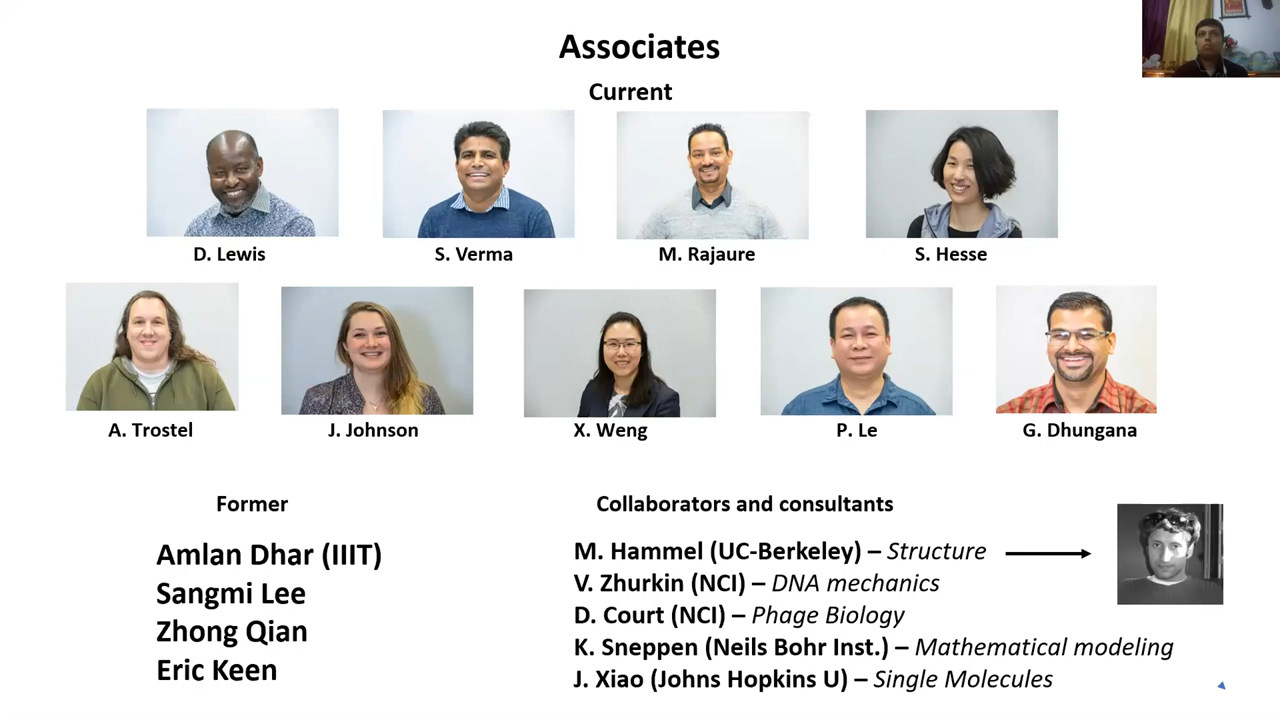 Associates
Current
D. Lewis
S. Verma
M. Rajaure
S. Hesse
A. Trostel
J. Johnson
X. Weng
P. Le
G. Dhungana
Former
Amlan Dhar (IIIT)
Sangmi Lee
Zhong Qian
Eric Keen
Collaborators and consultants
M. Hammel (UC-Berkeley) – Structure
V. Zhurkin (NCI) – DNA mechanics
D. Court (NCI) – Phage Biology
K. Sneppen (Neils Bohr Inst.) – Mathematical modeling
J. Xiao (Johns Hopkins U) – Single Molecules